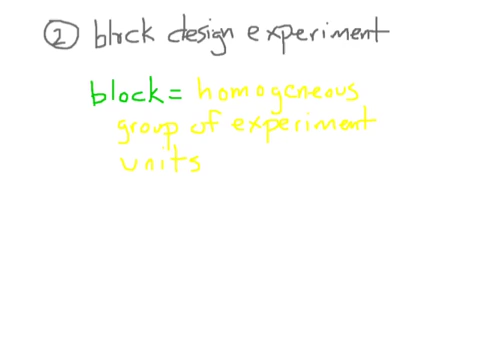 ② block design experiment
block = homogeneous
group of experiment
units